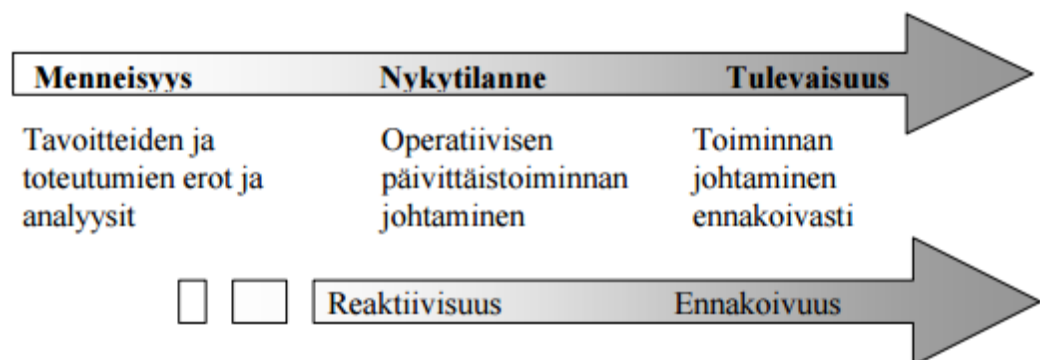 Menneisyys Nykytilanne Tulevaisuus
Tavoitteiden ja
toteutumien erot ja
analyysit
Operatiivisen
päivittäistoiminnan
johtaminen
Toiminnan
johtaminen
ennakoivasti
Reaktiivisuus Ennakoivuus